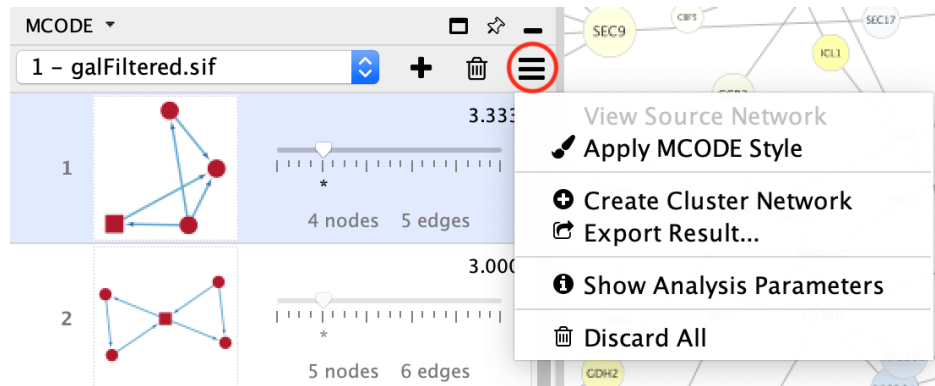 MCODE
1 – galFiltered.sif
1
3.333
*
4 nodes 5 edges
2
3.000
*
5 nodes 6 edges
View Source Network
Apply MCODE Style
Create Cluster Network
Export Result...
Show Analysis Parameters
Discard All
SEC9
CBF5
SEC17
ICL1
GDH2